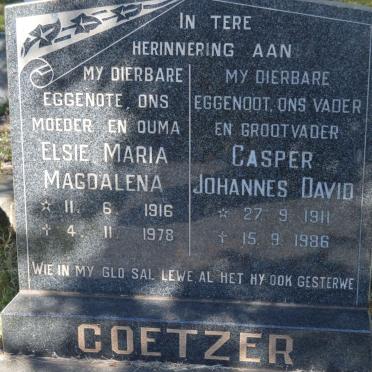 IN TERE
HERINNERING AAN
MY DIERBARE
EGGENOTE, ONS
MOEDER EN OUMA
ELSIE MARIA
MAGDALENA
☆ 11. 6. 1916
✝ 4. 11. 1978
MY DIERBARE
EGGENOOT, ONS VADER
EN GROOTVADER
CASPER
JOHANNES DAVID
☆ 27. 9. 1911
✝ 15. 9. 1986
WIE IN MY GLO SAL LEWE AL HET HY OOK GESTERWE
COETZER